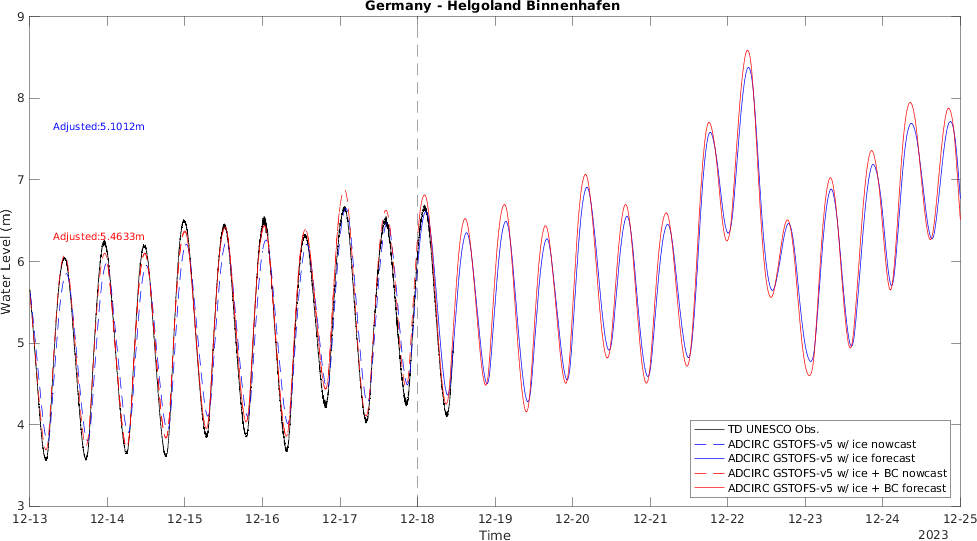 Germany - Helgoland Binnenhafen
9
8
7
6
5
4
3
Water Level (m)
Adjusted:5.1012m
Adjusted:5.4633m
TD UNESCO Obs.
ADCIRC GSTOFS-v5 w/ ice nowcast
ADCIRC GSTOFS-v5 w/ ice forecast
ADCIRC GSTOFS-v5 w/ ice + BC nowcast
ADCIRC GSTOFS-v5 w/ ice + BC forecast
12-13 12-14 12-15 12-16 12-17 12-18 12-19 12-20 12-21 12-22 12-23 12-24 12-25
Time
2023